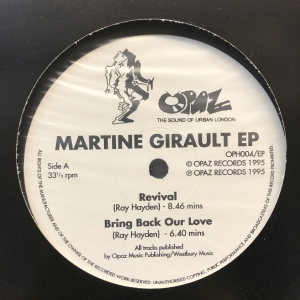 OPAZ
THE SOUND OF URBAN LONDON
MARTINE GIRAULT EP
OPH004/EP
Side A
33⅓ rpm
© OPAZ RECORDS 1995
℗ OPAZ RECORDS 1995
Revival
(Ray Hayden) - 8.46 mins
Bring Back Our Love
(Ray Hayden) - 6.40 mins
All tracks published
by Opaz Music Publishing/Westbury Music
ALL RIGHTS OF THE MANUFACTURER AND OF THE OWNER OF THE RECORDED WORK RESERVED. UNAUTHORISED COPYING, PUBLIC PERFORMANCE AND BROADCASTING OF THIS RECORD PROHIBITED.